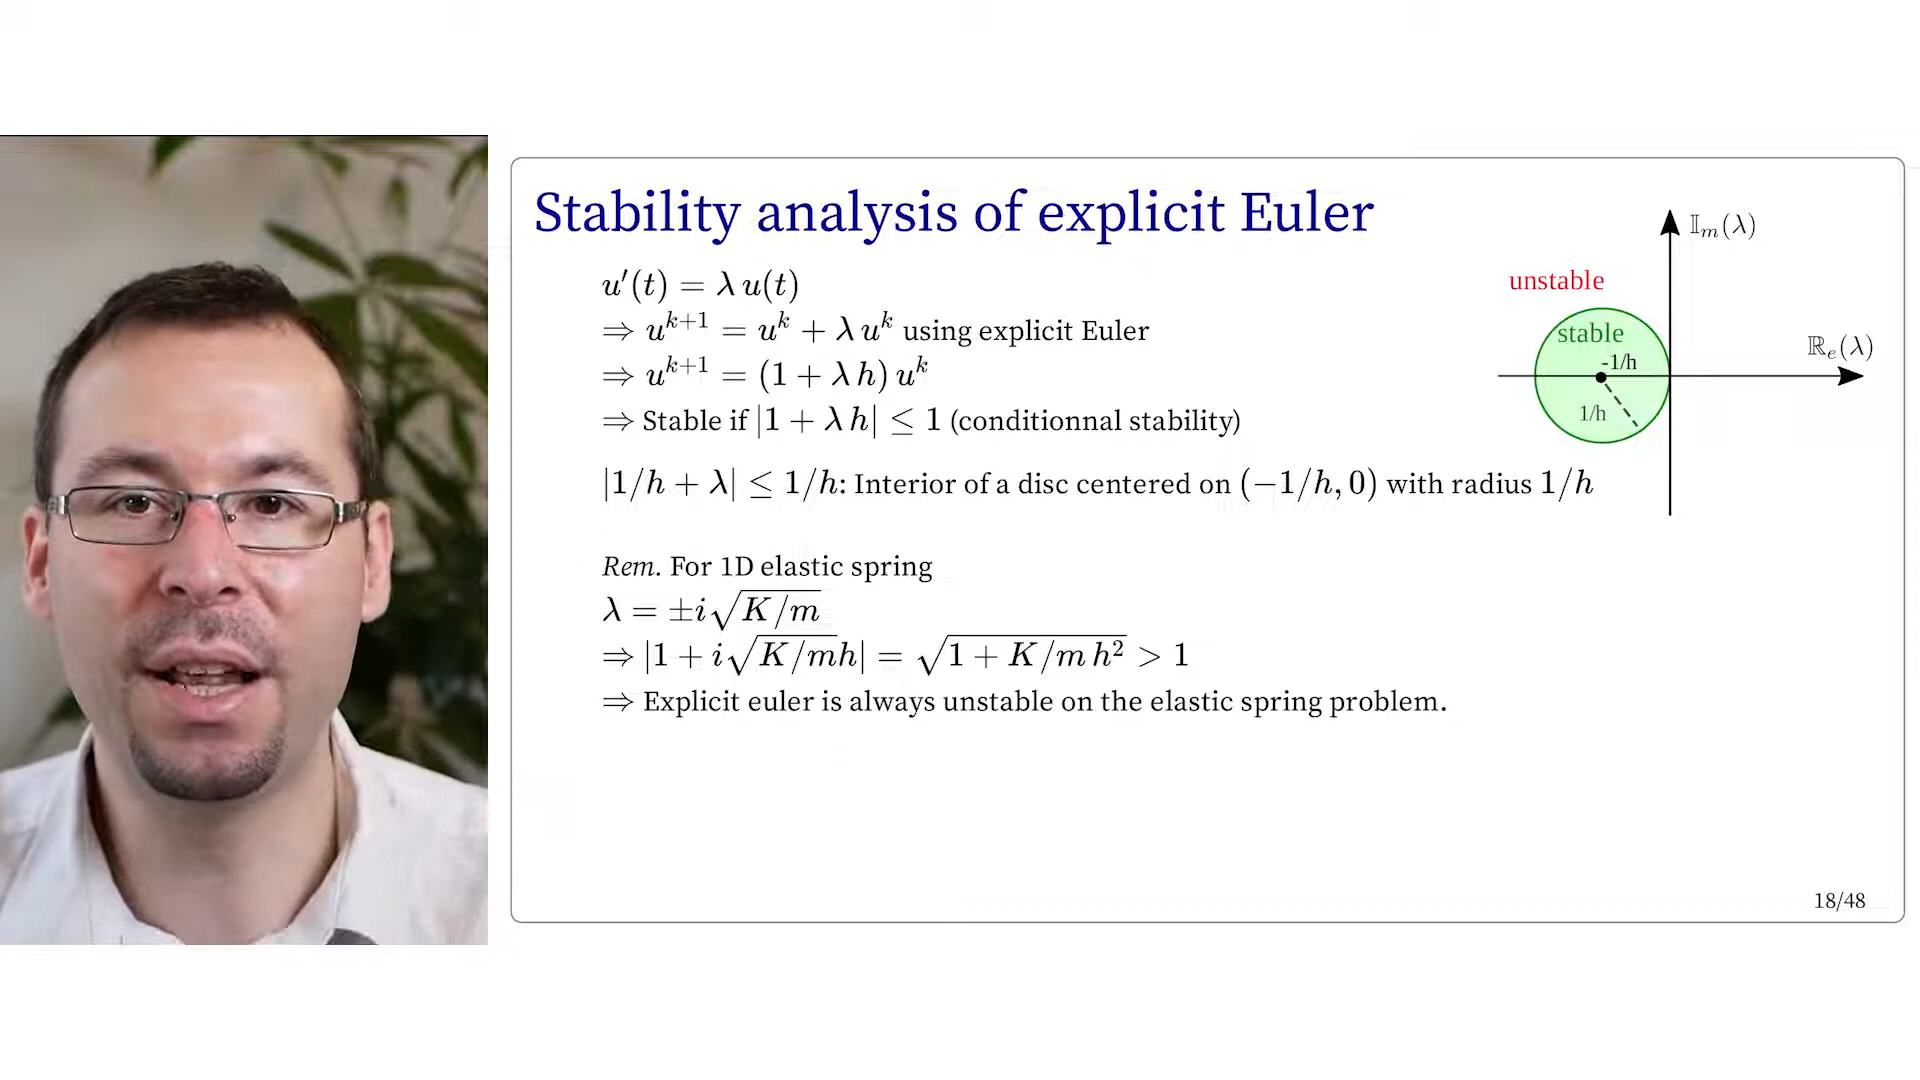 Stability analysis of explicit Euler
u′(t) = λ u(t)
⇒ u^{k+1} = u^k + λ u^k using explicit Euler
⇒ u^{k+1} = (1 + λ h) u^k
⇒ Stable if |1 + λ h| ≤ 1 (conditionnal stability)
|1/h + λ| ≤ 1/h: Interior of a disc centered on (−1/h, 0) with radius 1/h
Rem. For 1D elastic spring
λ = ±i√(K/m)
⇒ |1 + i√(K/m)h| = √(1 + K/m h²) > 1
⇒ Explicit euler is always unstable on the elastic spring problem.
𝕀m(λ)
unstable
stable
ℝe(λ)
-1/h
1/h
18/48